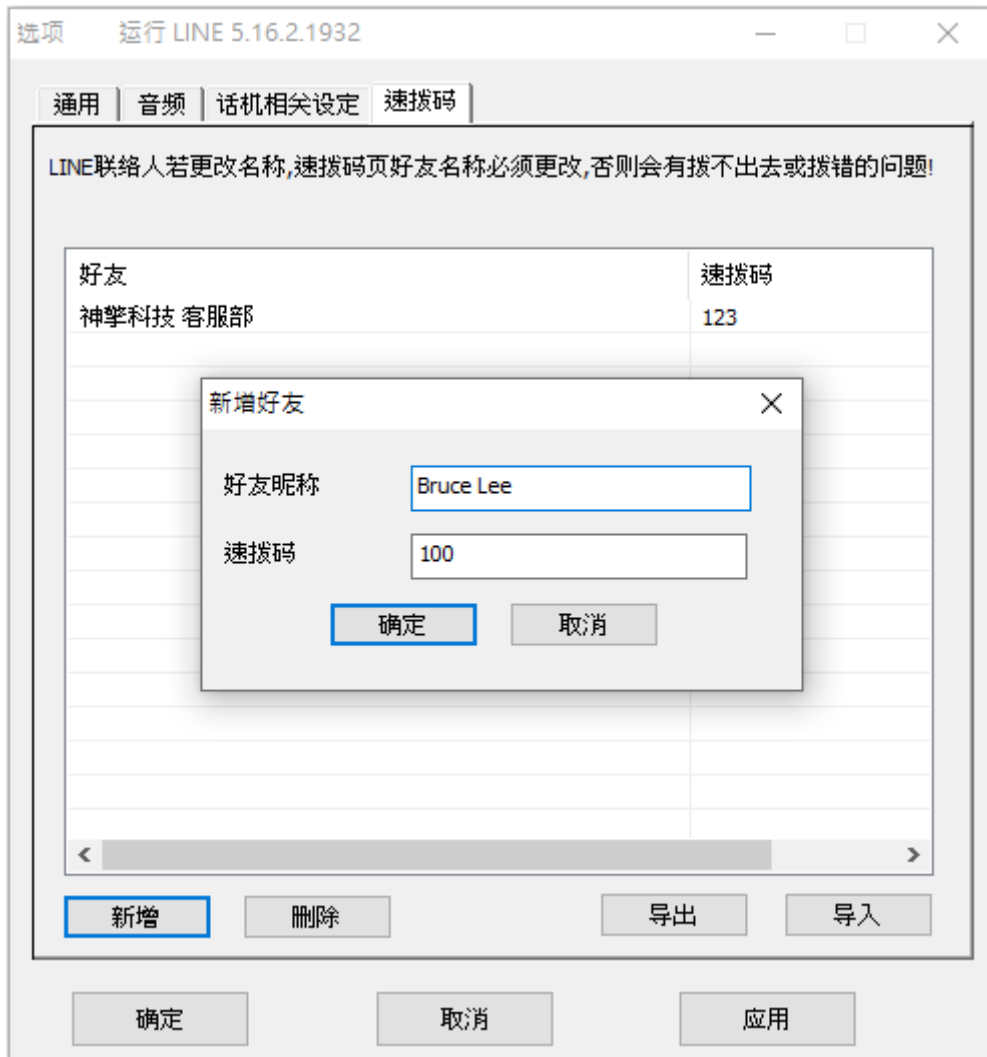 选项 运行 LINE 5.16.2.1932
通用 音频 话机相关设定 速拨码
LINE联络人若更改名称,速拨码页好友名称必须更改,否则会有拨不出去或拨错的问题!
好友 速拨码
神擎科技 客服部 123
新增好友
好友昵称 Bruce Lee
速拨码 100
确定 取消
新增 删除 导出 导入
确定 取消 应用